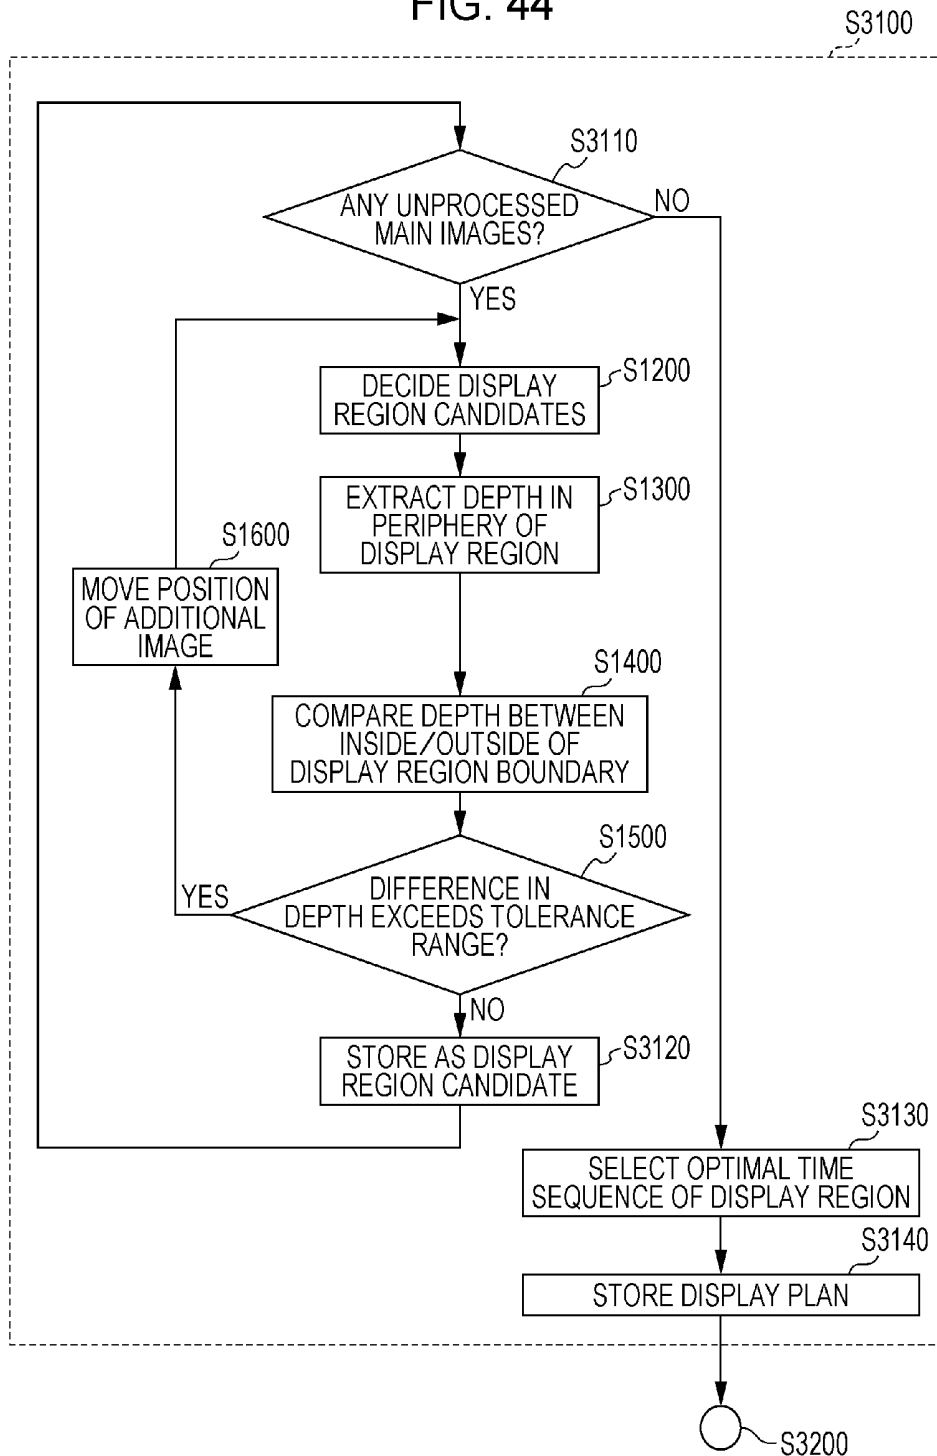 FIG. 44
S3100
S3110
ANY UNPROCESSED
MAIN IMAGES?
NO
YES
S1200
DECIDE DISPLAY
REGION CANDIDATES
S1300
EXTRACT DEPTH IN
PERIPHERY OF
DISPLAY REGION
S1600
MOVE POSITION
OF ADDITIONAL
IMAGE
S1400
COMPARE DEPTH BETWEEN
INSIDE/OUTSIDE OF
DISPLAY REGION BOUNDARY
S1500
YES
DIFFERENCE IN
DEPTH EXCEEDS TOLERANCE
RANGE?
NO
S3120
STORE AS DISPLAY
REGION CANDIDATE
S3130
SELECT OPTIMAL TIME
SEQUENCE OF DISPLAY REGION
S3140
STORE DISPLAY PLAN
S3200